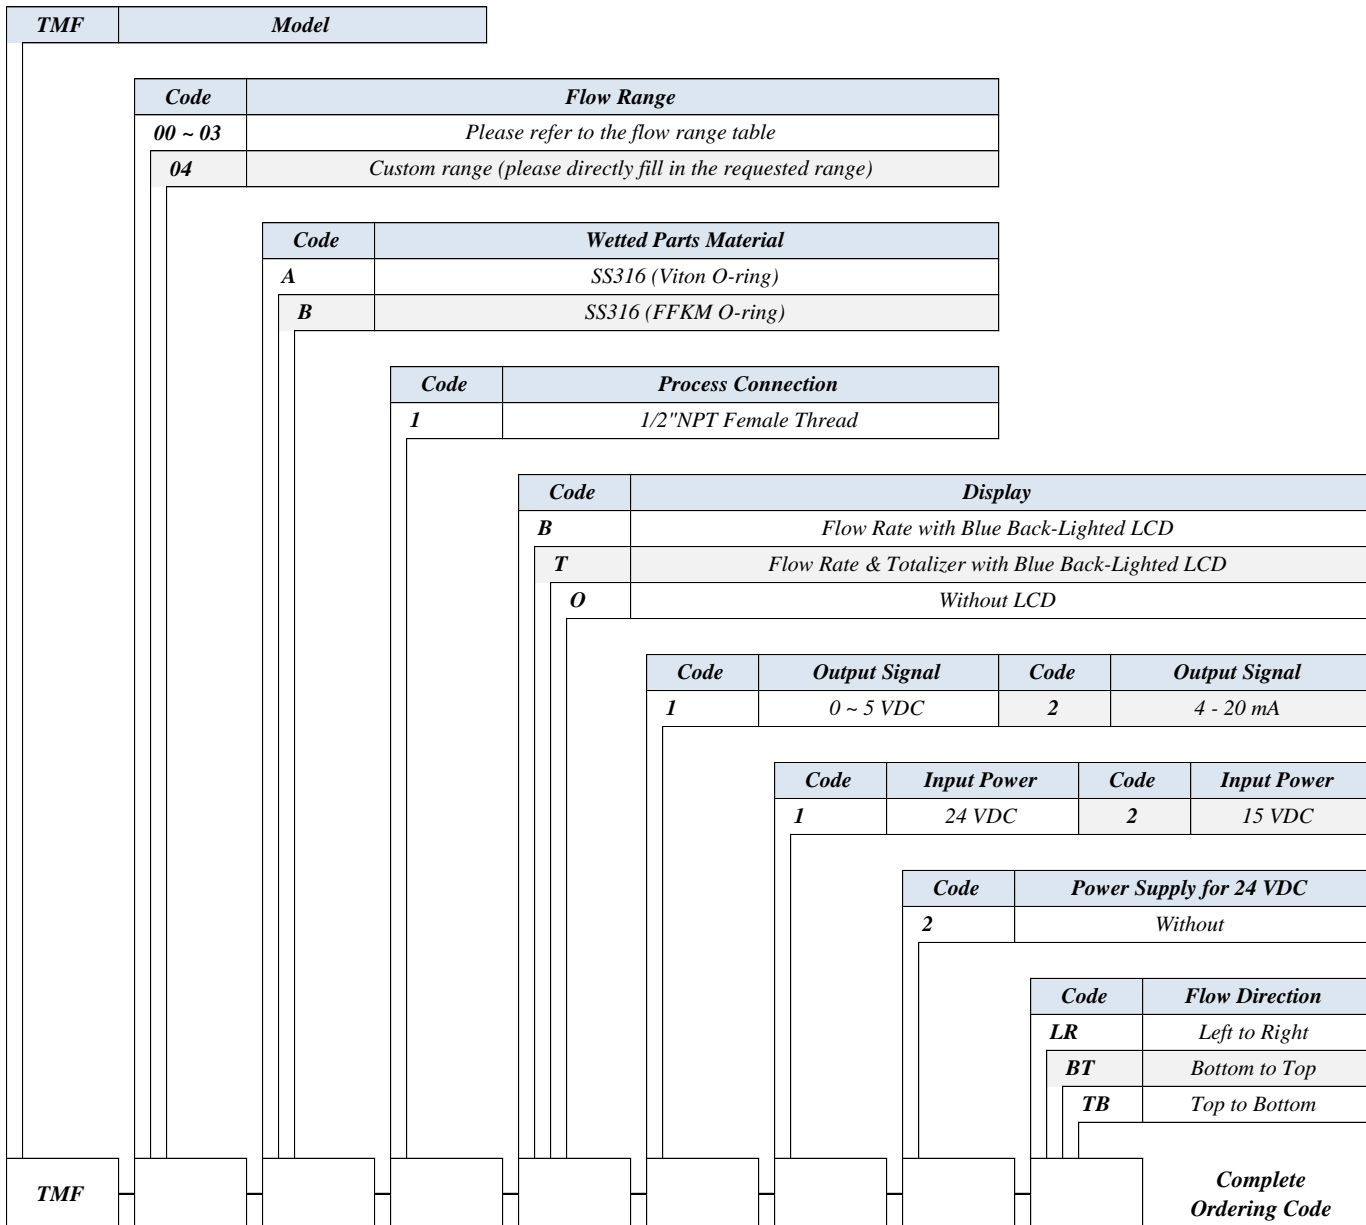 TMF Model
Code Flow Range
00 ~ 03 Please refer to the flow range table
04 Custom range (please directly fill in the requested range)
Code Wetted Parts Material
A SS316 (Viton O-ring)
B SS316 (FFKM O-ring)
Code Process Connection
1 1/2"NPT Female Thread
Code Display
B Flow Rate with Blue Back-Lighted LCD
T Flow Rate & Totalizer with Blue Back-Lighted LCD
O Without LCD
Code Output Signal Code Output Signal
1 0 ~ 5 VDC 2 4 - 20 mA
Code Input Power Code Input Power
1 24 VDC 2 15 VDC
Code Power Supply for 24 VDC
2 Without
Code Flow Direction
LR Left to Right
BT Bottom to Top
TB Top to Bottom
TMF Complete
Ordering Code